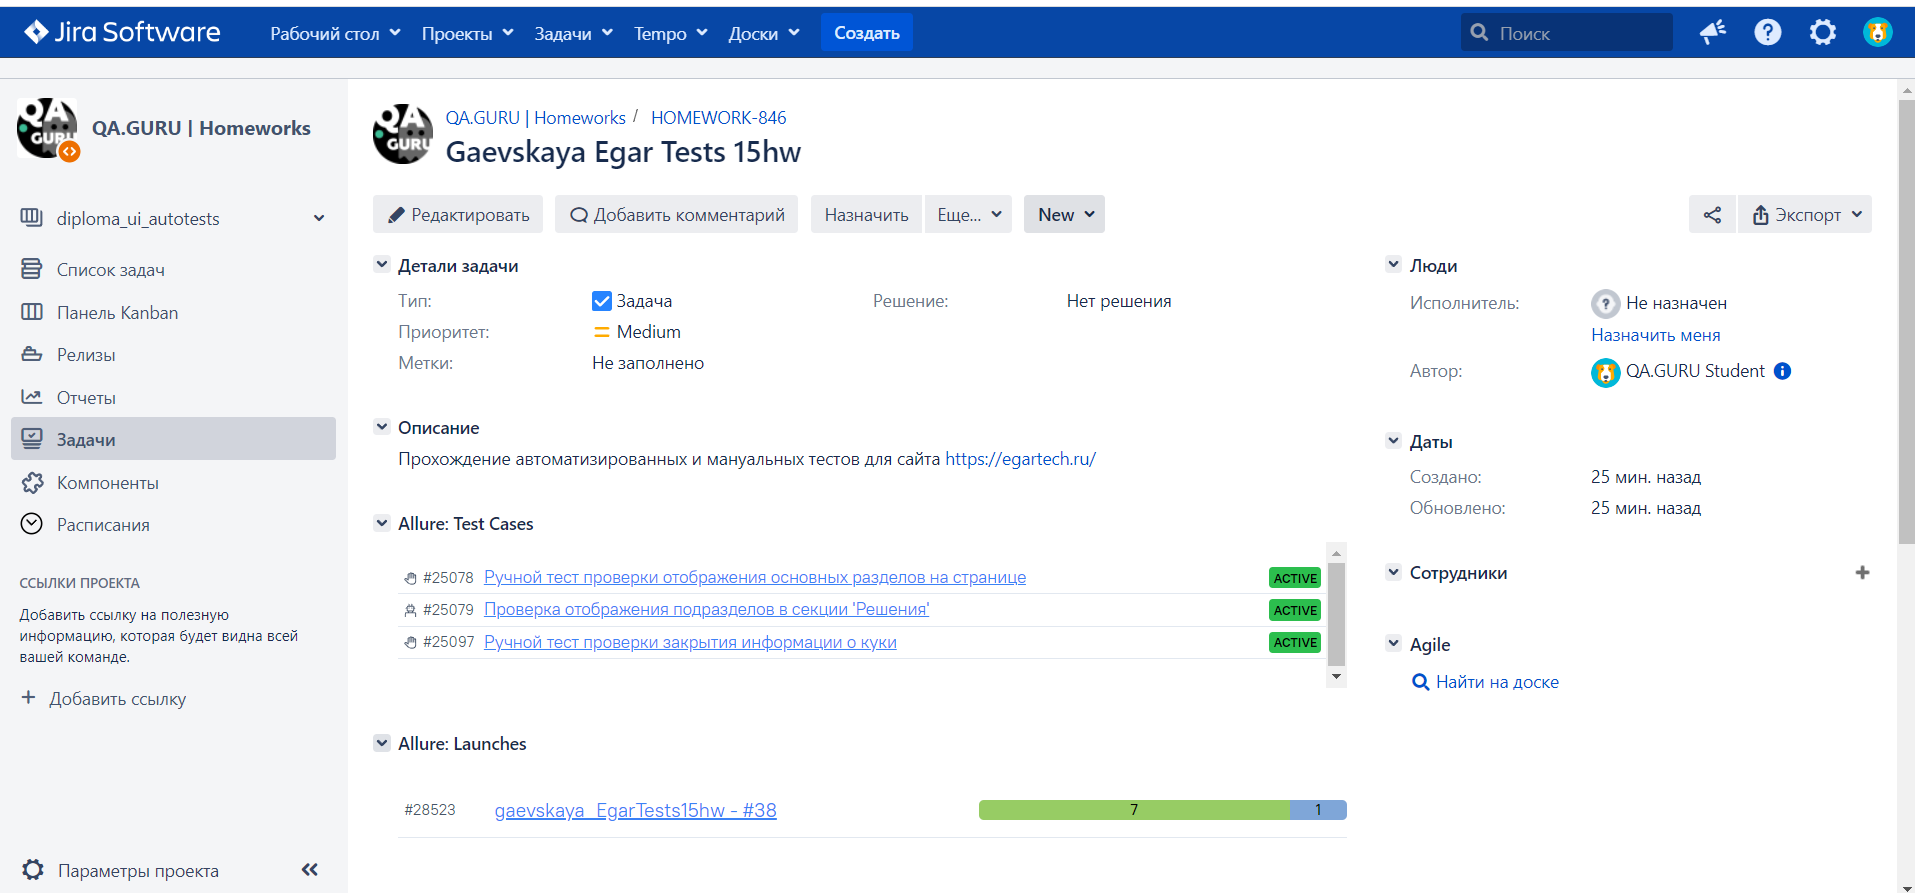 Jira Software Рабочий стол Проекты Задачи Tempo Доски Создать Поиск
QA GURU
QA.GURU | Homeworks
diploma_ui_autotests
Список задач
Панель Kanban
Релизы
Отчеты
Задачи
Компоненты
Расписания
ССЫЛКИ ПРОЕКТА
Добавить ссылку на полезную
информацию, которая будет видна всей
вашей команде.
+ Добавить ссылку
Параметры проекта
QA GURU
QA.GURU | Homeworks / HOMEWORK-846
Gaevskaya Egar Tests 15hw
Редактировать Добавить комментарий Назначить Еще... New Экспорт
Детали задачи
Тип: Задача Решение: Нет решения
Приоритет: Medium
Метки: Не заполнено
Описание
Прохождение автоматизированных и мануальных тестов для сайта https://egartech.ru/
Allure: Test Cases
#25078 Ручной тест проверки отображения основных разделов на странице ACTIVE
#25079 Проверка отображения подразделов в секции 'Решения' ACTIVE
#25097 Ручной тест проверки закрытия информации о куки ACTIVE
Allure: Launches
#28523 gaevskaya_EgarTests15hw - #38 7 1
Люди
Исполнитель: Не назначен
Назначить меня
Автор: QA.GURU Student
Даты
Создано: 25 мин. назад
Обновлено: 25 мин. назад
Сотрудники
Agile
Найти на доске